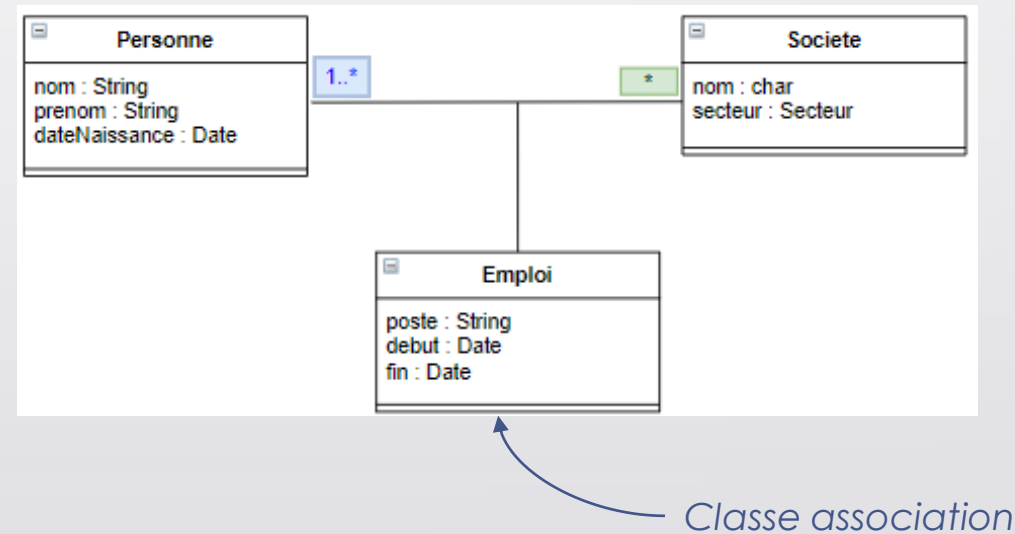 Personne
nom : String
prenom : String
dateNaissance : Date
1..*
*
Societe
nom : char
secteur : Secteur
Emploi
poste : String
debut : Date
fin : Date
Classe association